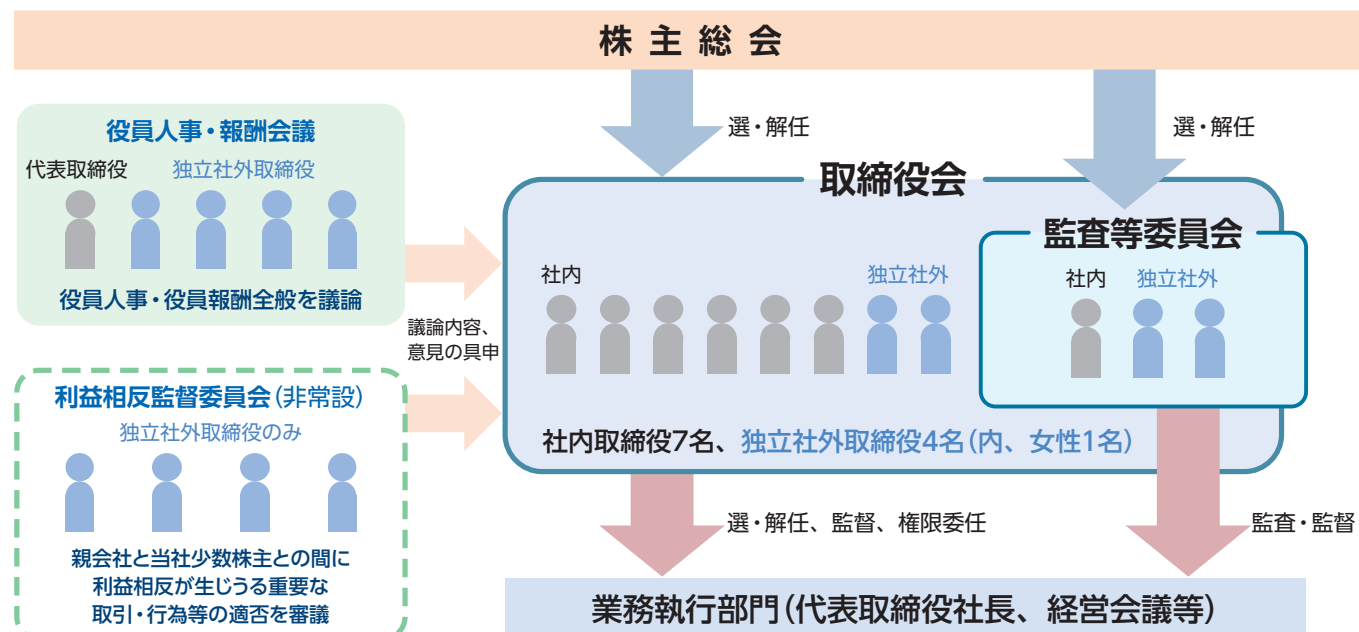 株主総会
選・解任
選・解任
役員人事・報酬会議
代表取締役
独立社外取締役
役員人事・役員報酬全般を議論
議論内容、
意見の具申
利益相反監督委員会(非常設)
独立社外取締役のみ
親会社と当社少数株主との間に
利益相反が生じうる重要な
取引・行為等の適否を審議
取締役会
社内
独立社外
監査等委員会
社内
独立社外
社内取締役7名、独立社外取締役4名(内、女性1名)
選・解任、監督、権限委任
監査・監督
業務執行部門(代表取締役社長、経営会議等)